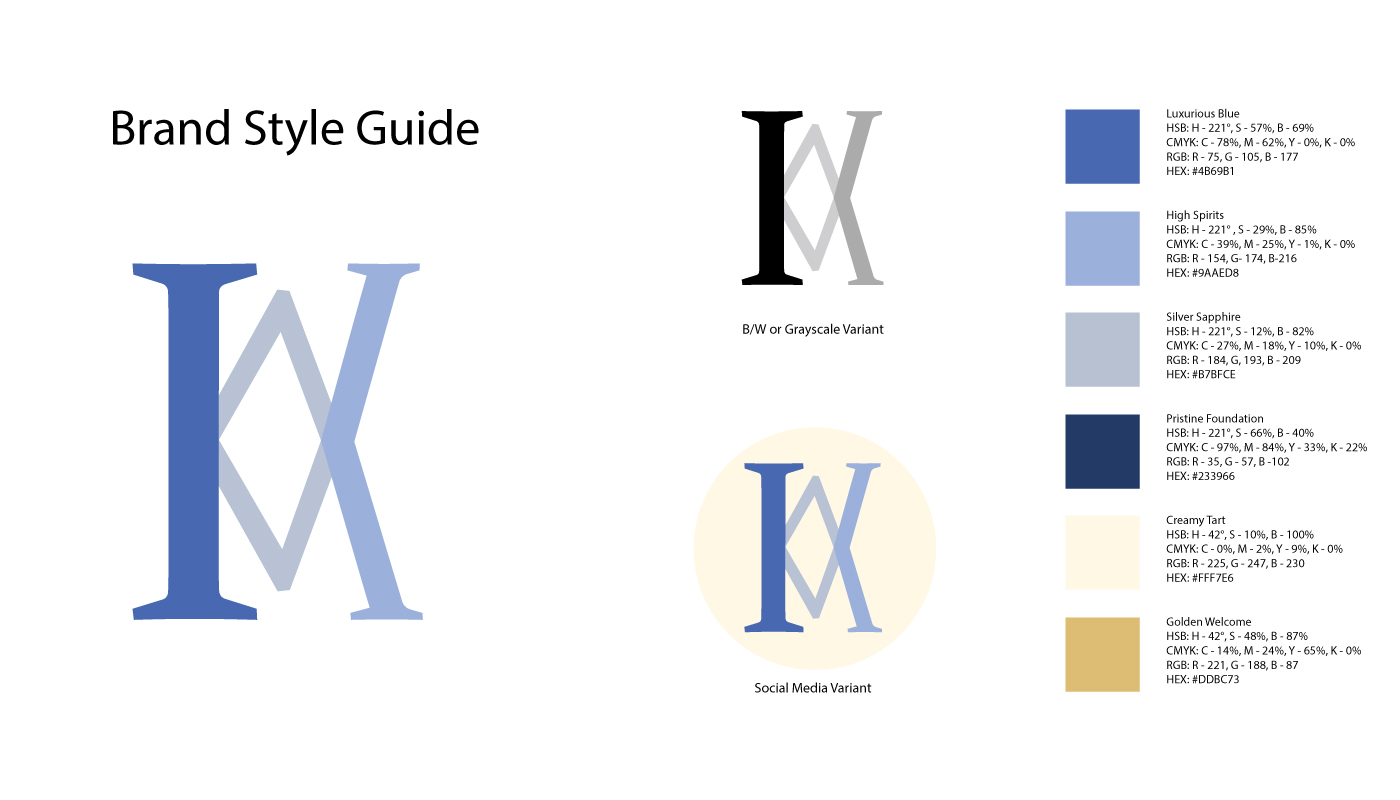 Brand Style Guide
B/W or Grayscale Variant
Social Media Variant
Luxurious Blue
HSB: H - 221°, S - 57%, B - 69%
CMYK: C - 78%, M - 62%, Y - 0%, K - 0%
RGB: R - 75, G - 105, B - 177
HEX: #4B69B1
High Spirits
HSB: H - 221° , S - 29%, B - 85%
CMYK: C - 39%, M - 25%, Y - 1%, K - 0%
RGB: R - 154, G- 174, B-216
HEX: #9AAED8
Silver Sapphire
HSB: H - 221°, S - 12%, B - 82%
CMYK: C - 27%, M - 18%, Y - 10%, K - 0%
RGB: R - 184, G, 193, B - 209
HEX: #B7BFCE
Pristine Foundation
HSB: H - 221°, S - 66%, B - 40%
CMYK: C - 97%, M - 84%, Y - 33%, K - 22%
RGB: R - 35, G - 57, B -102
HEX: #233966
Creamy Tart
HSB: H - 42°, S - 10%, B - 100%
CMYK: C - 0%, M - 2%, Y - 9%, K - 0%
RGB: R - 225, G - 247, B - 230
HEX: #FFF7E6
Golden Welcome
HSB: H - 42°, S - 48%, B - 87%
CMYK: C - 14%, M - 24%, Y - 65%, K - 0%
RGB: R - 221, G - 188, B - 87
HEX: #DDBC73